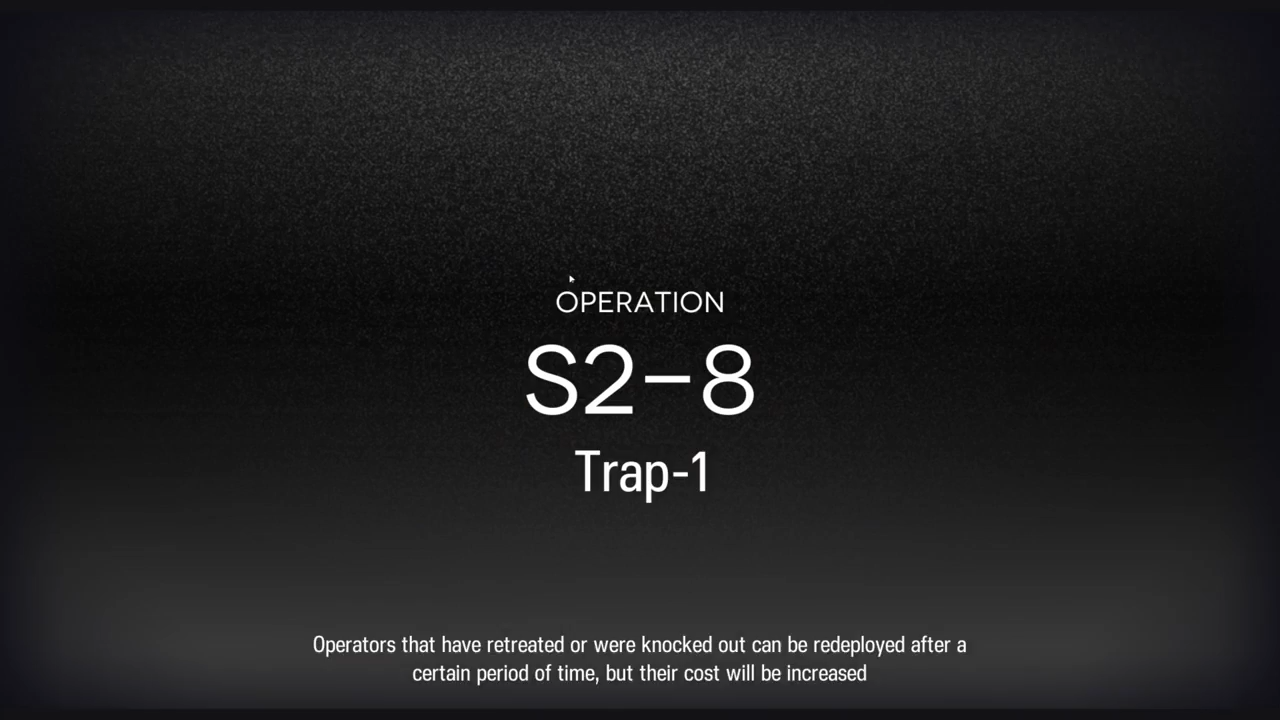 OPERATION
S2-8
Trap-1
Operators that have retreated or were knocked out can be redeployed after a
certain period of time, but their cost will be increased